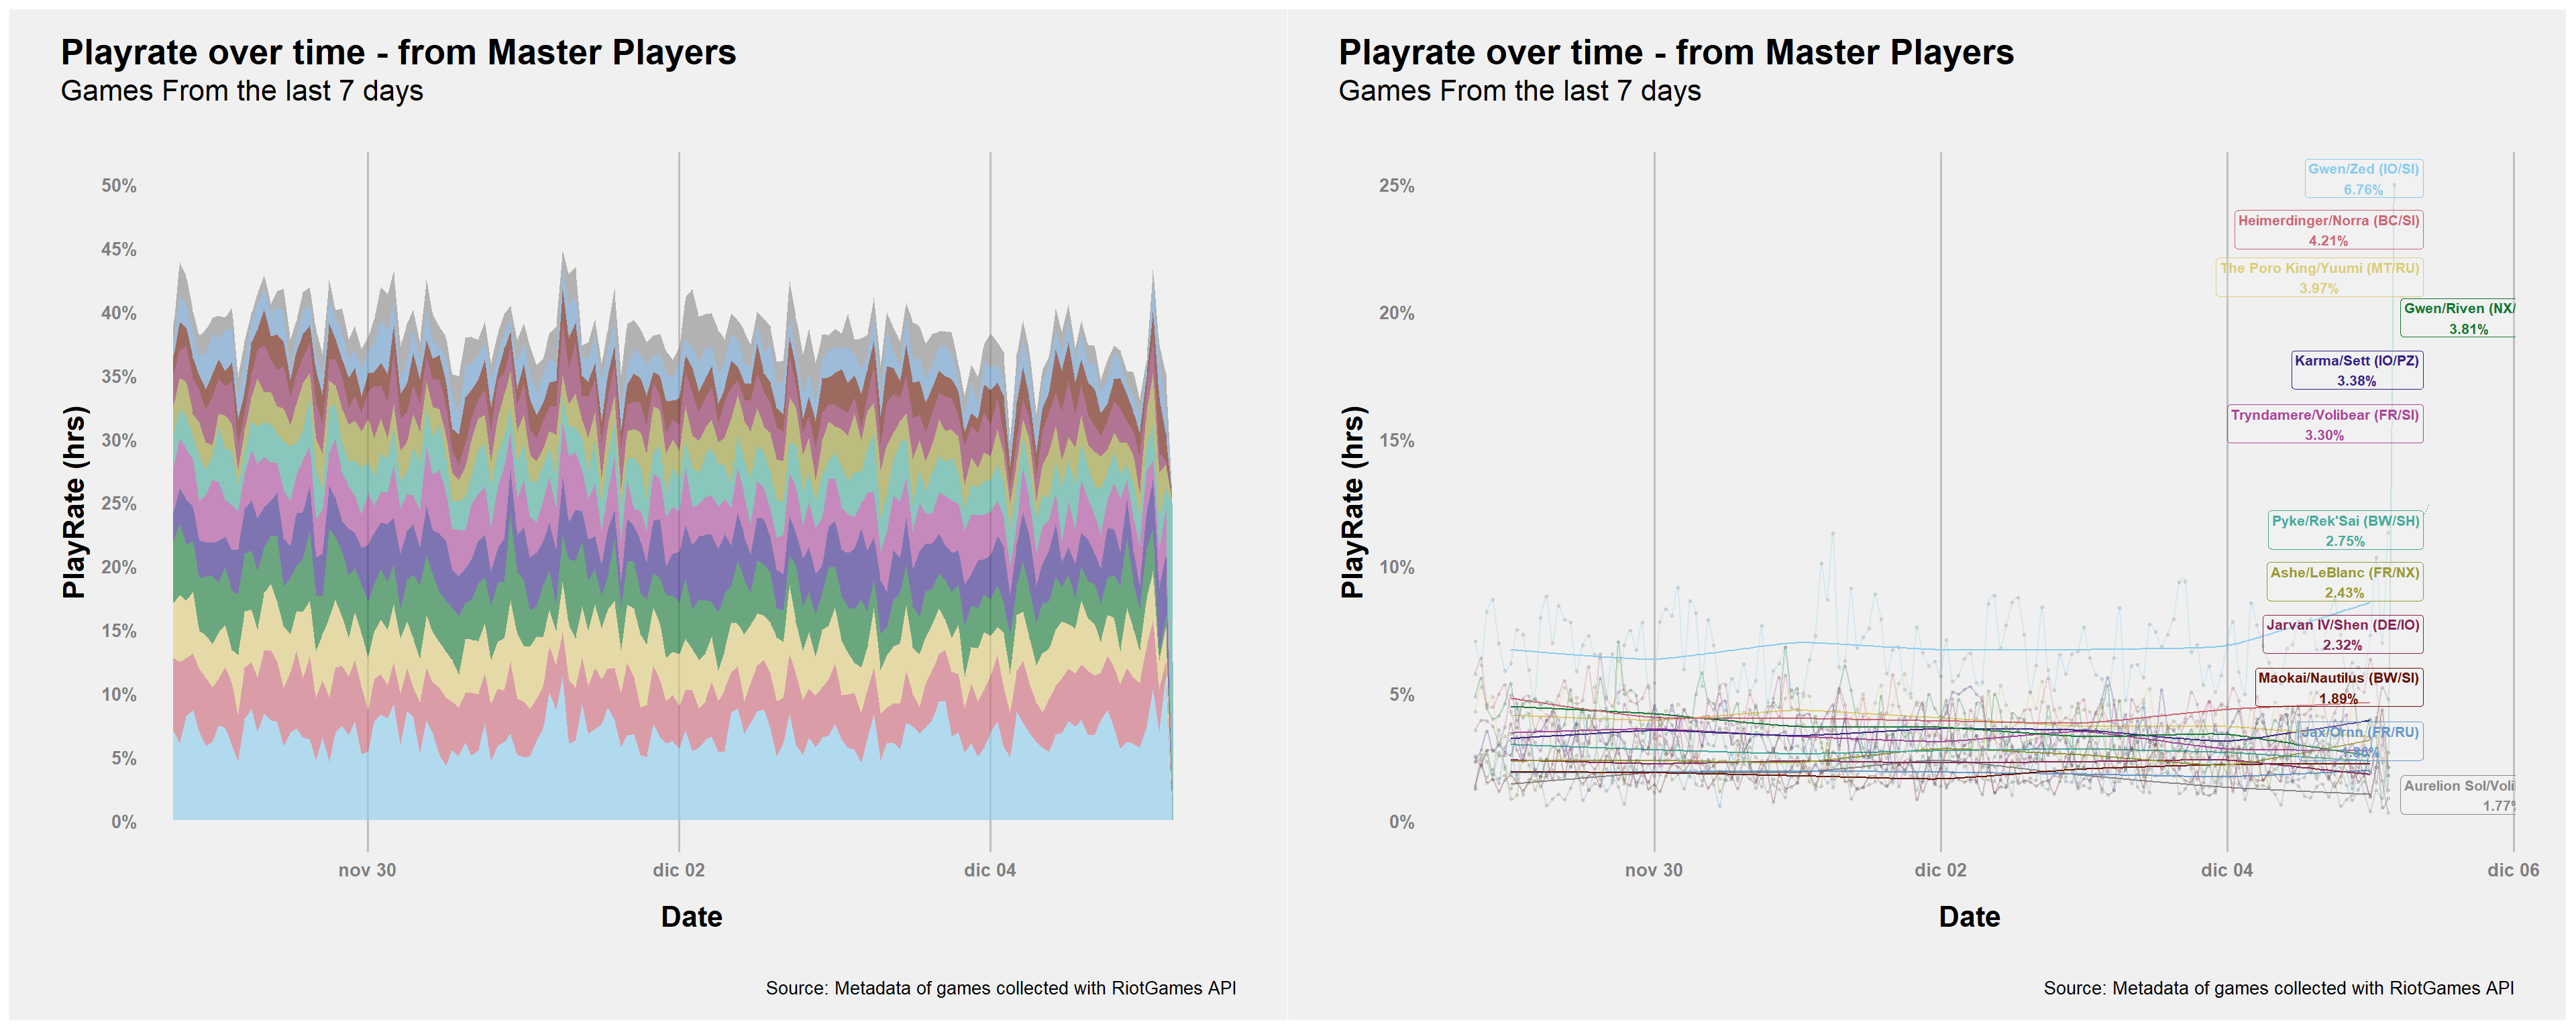 Playrate over time - from Master Players
Games From the last 7 days
50%
45%
40%
35%
30%
25%
20%
15%
10%
5%
0%
PlayRate (hrs)
nov 30
dic 02
dic 04
Date
Source: Metadata of games collected with RiotGames API
Playrate over time - from Master Players
Games From the last 7 days
25%
20%
15%
10%
5%
0%
PlayRate (hrs)
Gwen/Zed (IO/SI)
6.76%
Heimerdinger/Norra (BC/SI)
4.21%
The Poro King/Yuumi (MT/RU)
3.97%
Gwen/Riven (NX/
3.81%
Karma/Sett (IO/PZ)
3.38%
Tryndamere/Volibear (FR/SI)
3.30%
Pyke/Rek'Sai (BW/SH)
2.75%
Ashe/LeBlanc (FR/NX)
2.43%
Jarvan IV/Shen (DE/IO)
2.32%
Maokai/Nautilus (BW/SI)
1.89%
Jax/Ornn (FR/RU)
1.86%
Aurelion Sol/Voli
1.77%
nov 30
dic 02
dic 04
dic 06
Date
Source: Metadata of games collected with RiotGames API